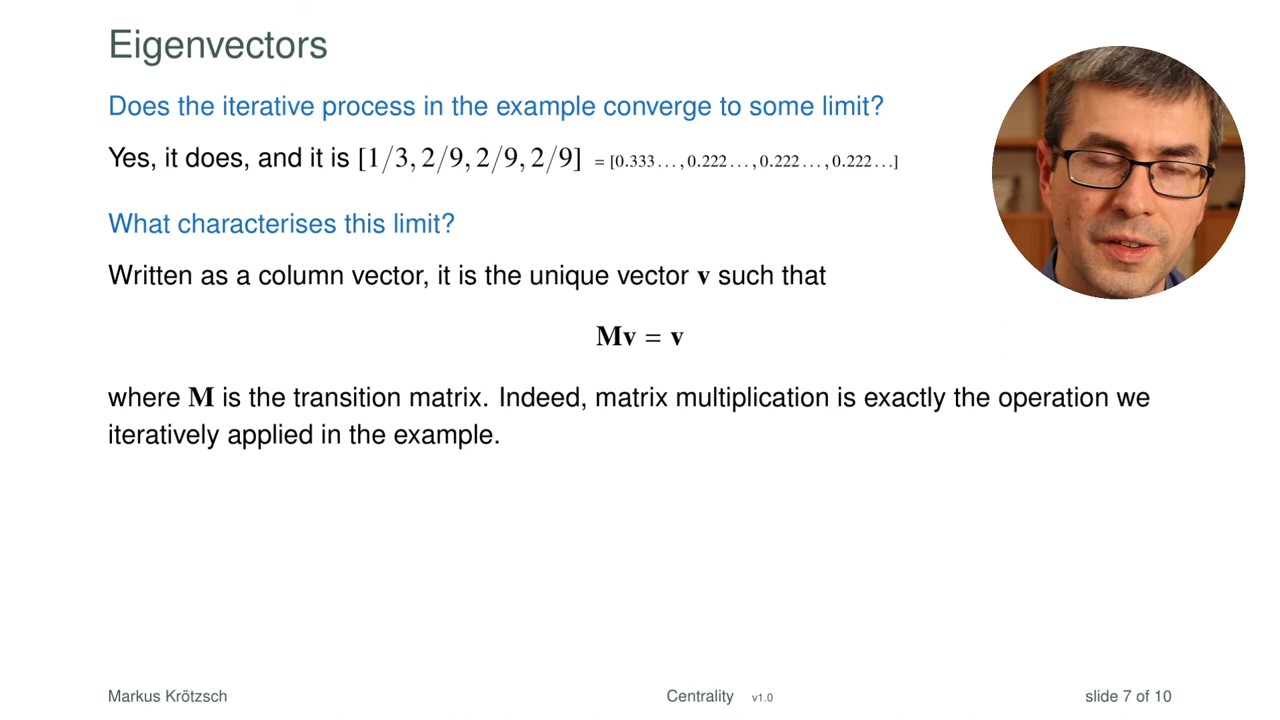 Eigenvectors
Does the iterative process in the example converge to some limit?
Yes, it does, and it is [1/3, 2/9, 2/9, 2/9] = [0.333…, 0.222…, 0.222…, 0.222…]
What characterises this limit?
Written as a column vector, it is the unique vector v such that
Mv = v
where M is the transition matrix. Indeed, matrix multiplication is exactly the operation we
iteratively applied in the example.
Markus Krötzsch Centrality v1.0 slide 7 of 10